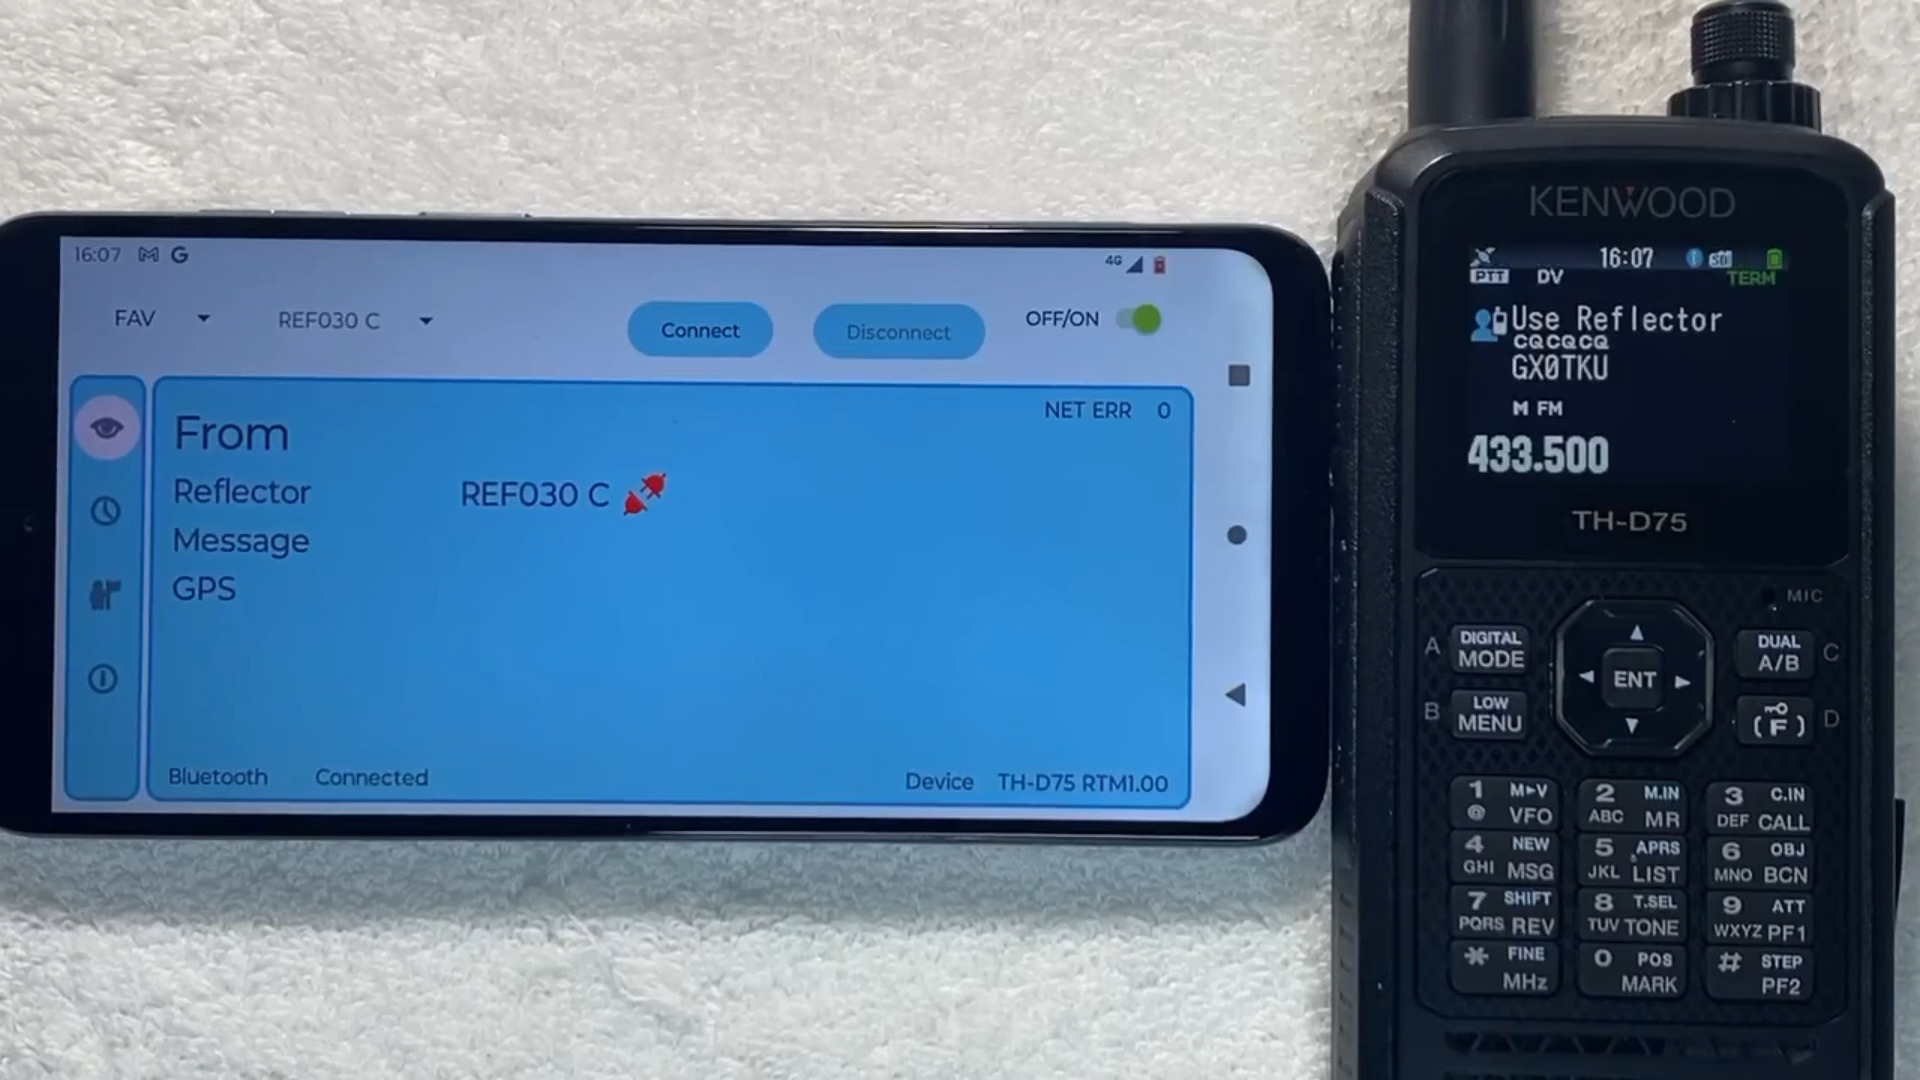 16:07
4G
FAV
REF030 C
Connect
Disconnect
OFF/ON
From
NET ERR 0
Reflector REF030 C
Message
GPS
Bluetooth Connected
Device TH-D75 RTM1.00
KENWOOD
16:07
PTT DV TERM
Use Reflector
CQCQCQ
GX0TKU
M FM
433.500
TH-D75
MIC
A DIGITAL MODE
DUAL A/B C
ENT
B LOW MENU
(F) D
1 M►V
@ VFO
2 M.IN
ABC MR
3 C.IN
DEF CALL
4 NEW
GHI MSG
5 APRS
JKL LIST
6 OBJ
MNO BCN
7 SHIFT
PQRS REV
8 T.SEL
TUV TONE
9 ATT
WXYZ PF1
* FINE
MHz
0 POS
MARK
# STEP
PF2